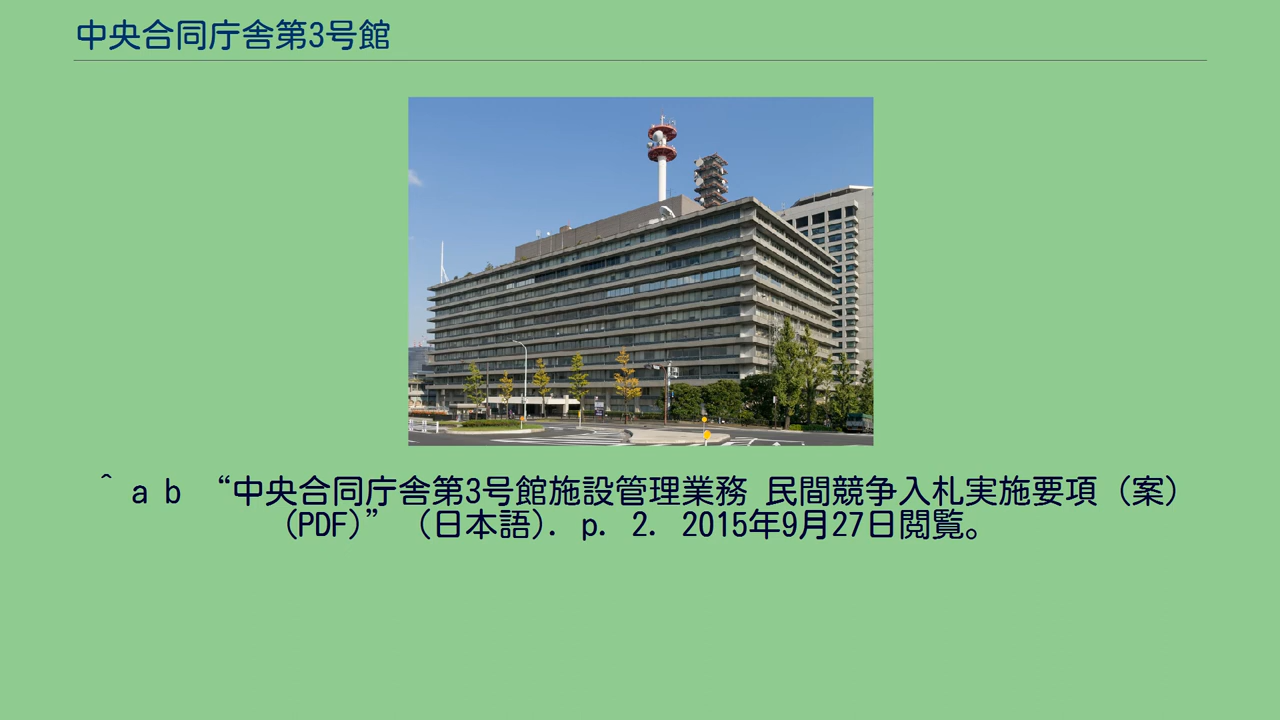 中央合同庁舎第3号館
^ a b “中央合同庁舎第3号館施設管理業務 民間競争入札実施要項（案）
（PDF）” （日本語）. p. 2. 2015年9月27日閲覧。